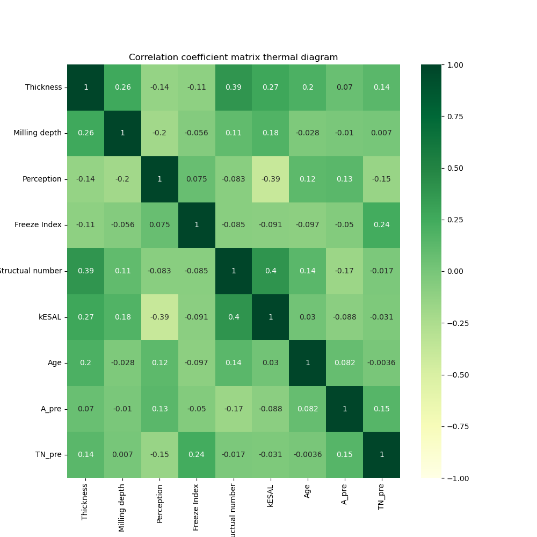 Correlation coefficient matrix thermal diagram
Thickness 1 0.26 -0.14 -0.11 0.39 0.27 0.2 0.07 0.14
Milling depth 0.26 1 -0.2 -0.056 0.11 0.18 -0.028 -0.01 0.007
Perception -0.14 -0.2 1 0.075 -0.083 -0.39 0.12 0.13 -0.15
Freeze Index -0.11 -0.056 0.075 1 -0.085 -0.091 -0.097 -0.05 0.24
Structual number 0.39 0.11 -0.083 -0.085 1 0.4 0.14 -0.17 -0.017
kESAL 0.27 0.18 -0.39 -0.091 0.4 1 0.03 -0.088 -0.031
Age 0.2 -0.028 0.12 -0.097 0.14 0.03 1 0.082 -0.0036
A_pre 0.07 -0.01 0.13 -0.05 -0.17 -0.088 0.082 1 0.15
TN_pre 0.14 0.007 -0.15 0.24 -0.017 -0.031 -0.0036 0.15 1
Thickness
Milling depth
Perception
Freeze Index
uctual number
kESAL
Age
A_pre
TN_pre
1.00
0.75
0.50
0.25
0.00
−0.25
−0.50
−0.75
−1.00